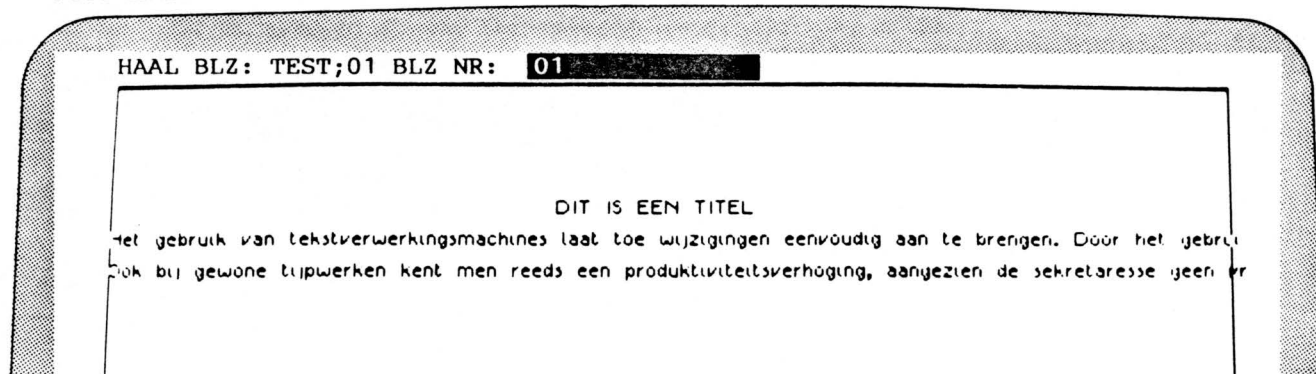 HAAL BLZ: TEST;01 BLZ NR: 01
DIT IS EEN TITEL
Het gebruik van tekstverwerkingsmachines laat toe wijzigingen eenvoudig aan te brengen. Door het gebrui
Ook bij gewone tijpwerken kent men reeds een produktiviteitsverhoging, aangezien de sekretaresse geen